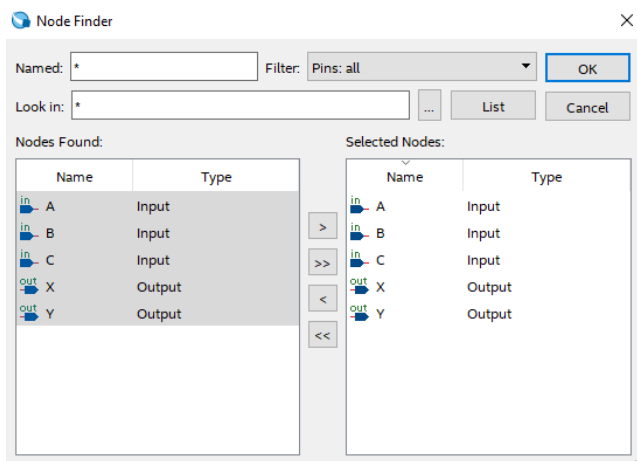 Node Finder
Named: * Filter: Pins: all OK
Look in: * ... List Cancel
Nodes Found: Selected Nodes:
Name Type Name Type
in A Input in A Input
in B Input > in B Input
in C Input >> in C Input
out X Output < out X Output
out Y Output << out Y Output